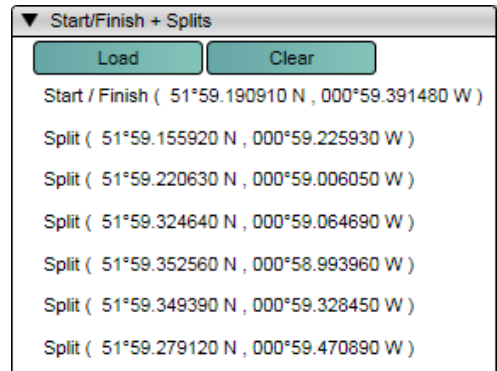 ▼ Start/Finish + Splits
Load Clear
Start / Finish ( 51°59.190910 N , 000°59.391480 W )
Split ( 51°59.155920 N , 000°59.225930 W )
Split ( 51°59.220630 N , 000°59.006050 W )
Split ( 51°59.324640 N , 000°59.064690 W )
Split ( 51°59.352560 N , 000°58.993960 W )
Split ( 51°59.349390 N , 000°59.328450 W )
Split ( 51°59.279120 N , 000°59.470890 W )